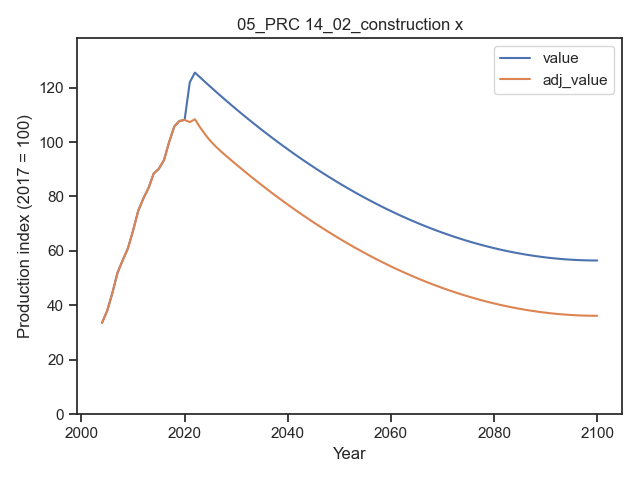 05_PRC 14_02_construction x
value
adj_value
Production index (2017 = 100)
120
100
80
60
40
20
0
2000
2020
2040
2060
2080
2100
Year